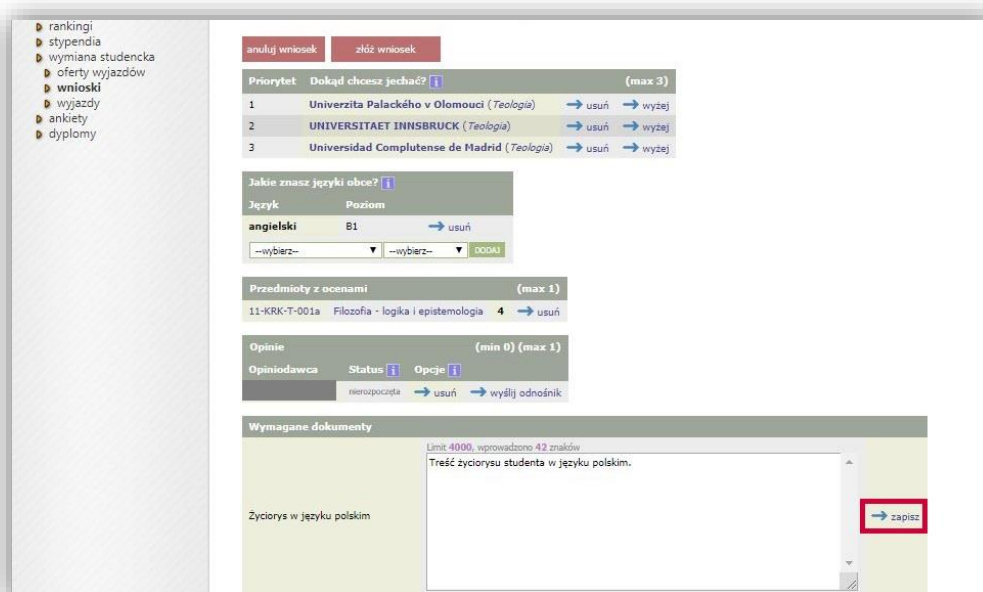 rankingi
stypendia
wymiana studencka
oferty wyjazdów
wnioski
wyjazdy
ankiety
dyplomy
anuluj wniosek złóż wniosek
Priorytet Dokąd chcesz jechać? i (max 3)
1 Univerzita Palackého v Olomouci (Teologia) usuń wyżej
2 UNIVERSITAET INNSBRUCK (Teologia) usuń wyżej
3 Universidad Complutense de Madrid (Teologia) usuń wyżej
Jakie znasz języki obce? i
Język Poziom
angielski B1 usuń
--wybierz-- --wybierz-- DODAJ
Przedmioty z ocenami (max 1)
11-KRK-T-001a Filozofia - logika i epistemologia 4 usuń
Opinie (min 0) (max 1)
Opiniodawca Status i Opcje i
nierozpoczęta usuń wyślij odnośnik
Wymagane dokumenty
Limit 4000, wprowadzono 42 znaków
Treść życiorysu studenta w języku polskim.
Życiorys w języku polskim zapisz